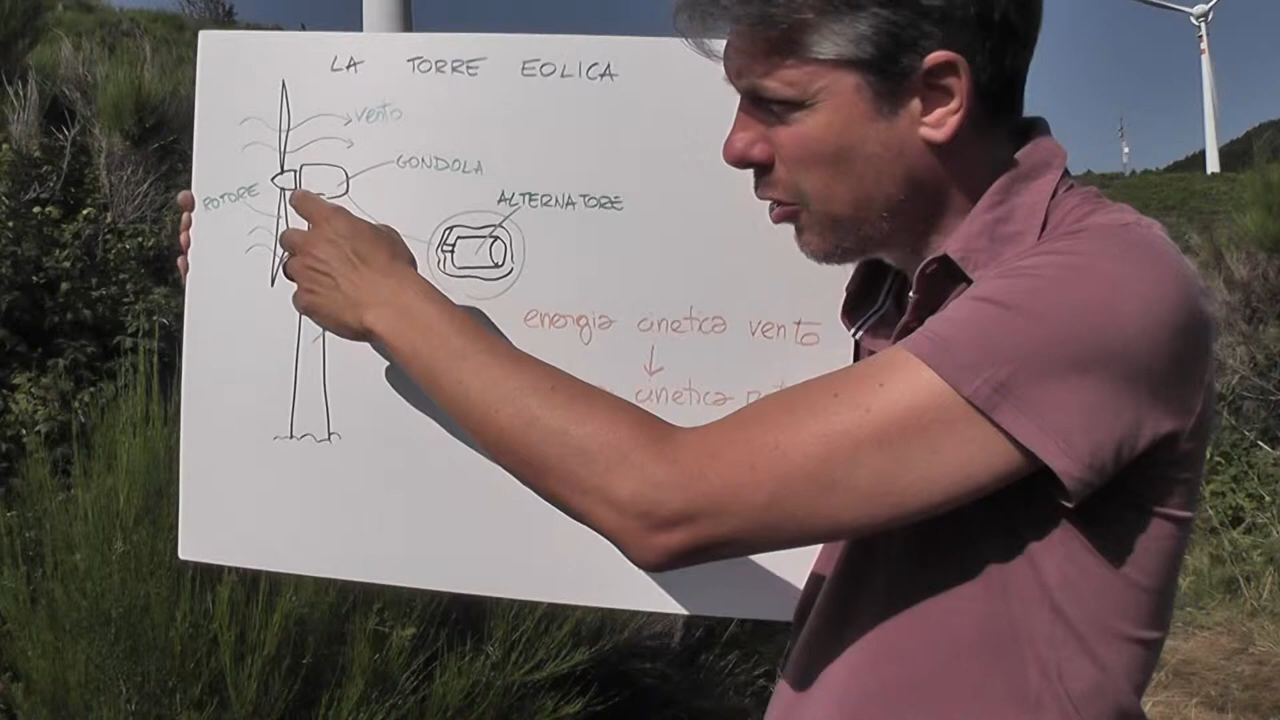 LA TORRE EOLICA
vento
GONDOLA
ROTORE
ALTERNATORE
energia cinetica vento
cinetica